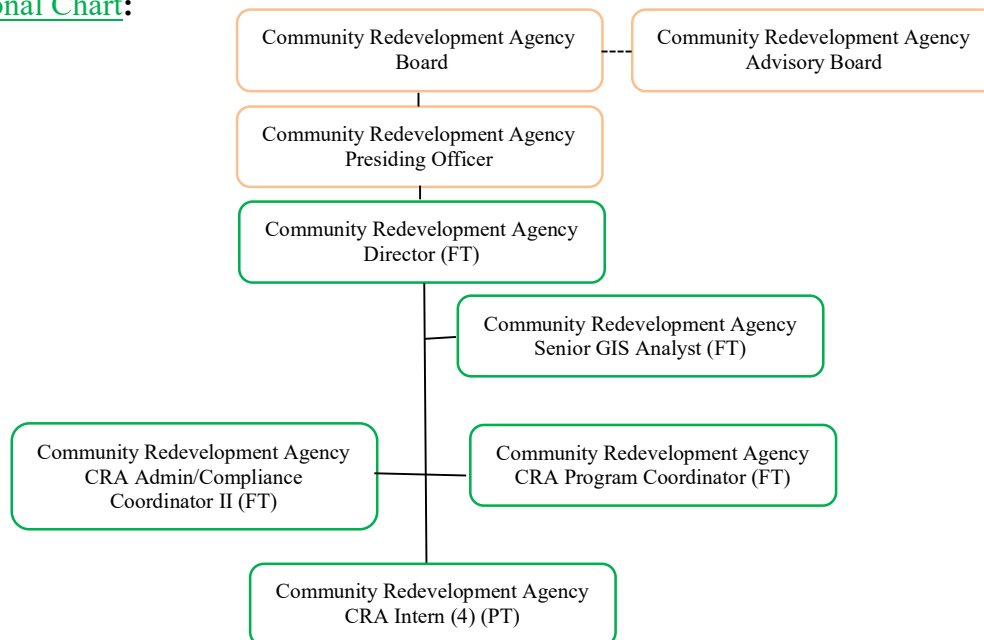 onal Chart:
Community Redevelopment Agency
Board
Community Redevelopment Agency
Advisory Board
Community Redevelopment Agency
Presiding Officer
Community Redevelopment Agency
Director (FT)
Community Redevelopment Agency
Senior GIS Analyst (FT)
Community Redevelopment Agency
CRA Admin/Compliance
Coordinator II (FT)
Community Redevelopment Agency
CRA Program Coordinator (FT)
Community Redevelopment Agency
CRA Intern (4) (PT)